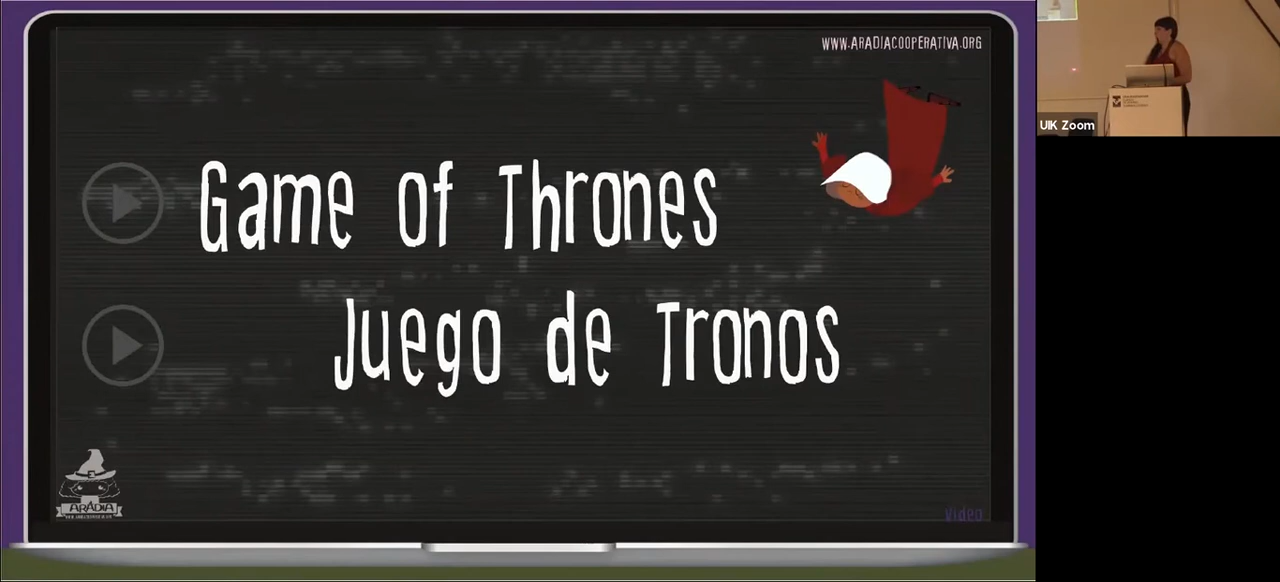 WWW.ARADIACOOPERATIVA.ORG
Game of Thrones
Juego de Tronos
ARADIA
Video
UIK Zoom